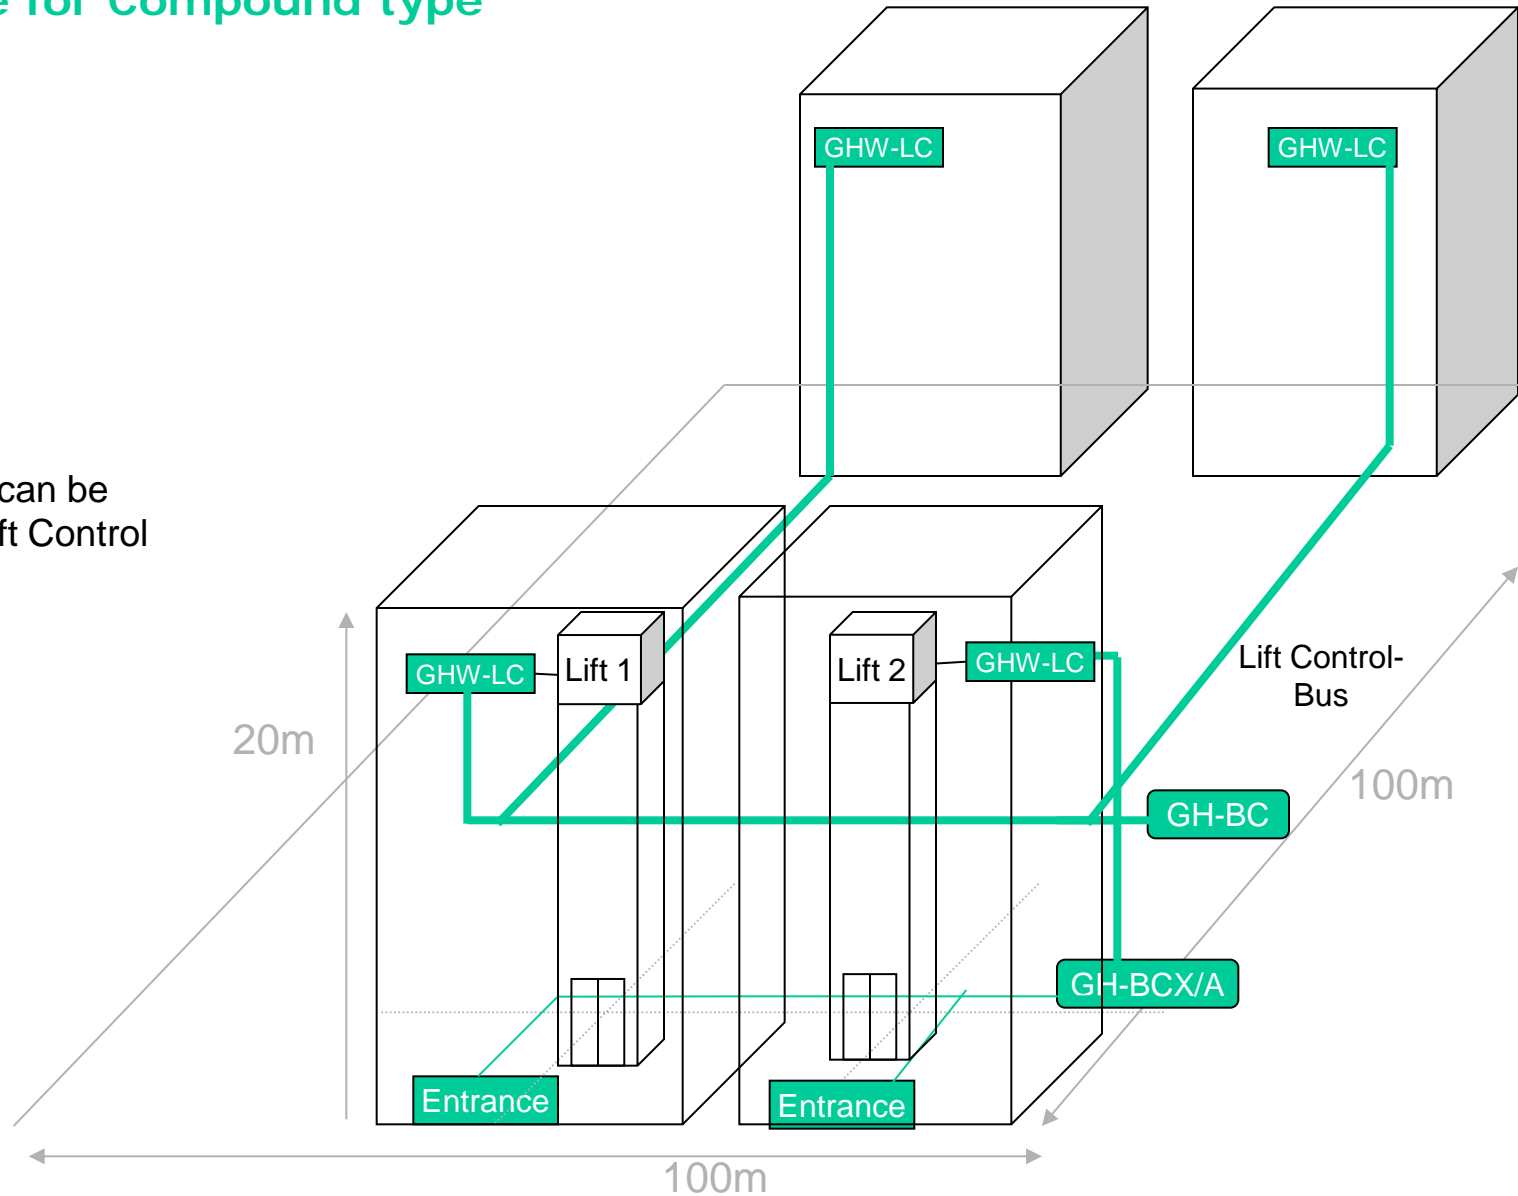 e for Compound type
GHW-LC
GHW-LC
can be
ft Control
GHW-LC
Lift 1
Lift 2
GHW-LC
Lift Control-
Bus
20m
100m
GH-BC
GH-BCX/A
Entrance
Entrance
100m